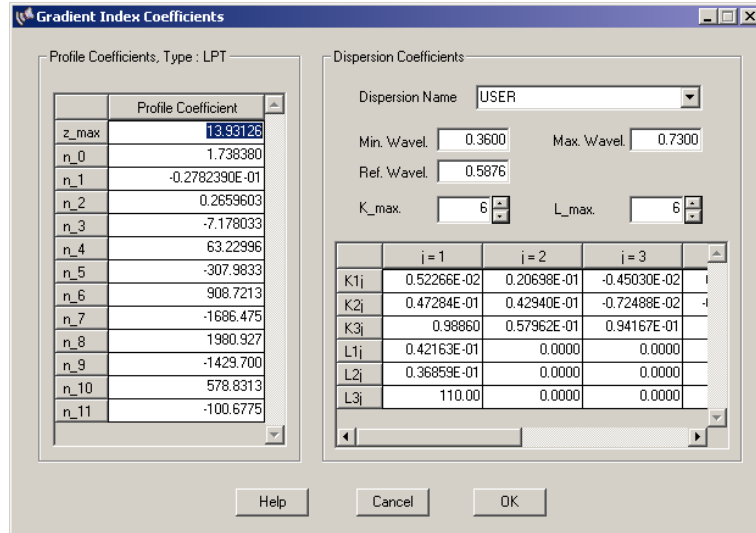 Gradient Index Coefficients
Profile Coefficients, Type : LPT
Profile Coefficient
z_max 13.93126
n_0 1.738380
n_1 -0.2782390E-01
n_2 0.2659603
n_3 -7.178033
n_4 63.22996
n_5 -307.9833
n_6 908.7213
n_7 -1686.475
n_8 1980.927
n_9 -1429.700
n_10 578.8313
n_11 -100.6775
Dispersion Coefficients
Dispersion Name USER
Min. Wavel. 0.3600 Max. Wavel. 0.7300
Ref. Wavel. 0.5876
K_max. 6 L_max. 6
j = 1 j = 2 j = 3
K1j 0.52266E-02 0.20698E-01 -0.45030E-02
K2j 0.47284E-01 0.42940E-01 -0.72488E-02
K3j 0.98860 0.57962E-01 0.94167E-01
L1j 0.42163E-01 0.0000 0.0000
L2j 0.36859E-01 0.0000 0.0000
L3j 110.00 0.0000 0.0000
Help Cancel OK